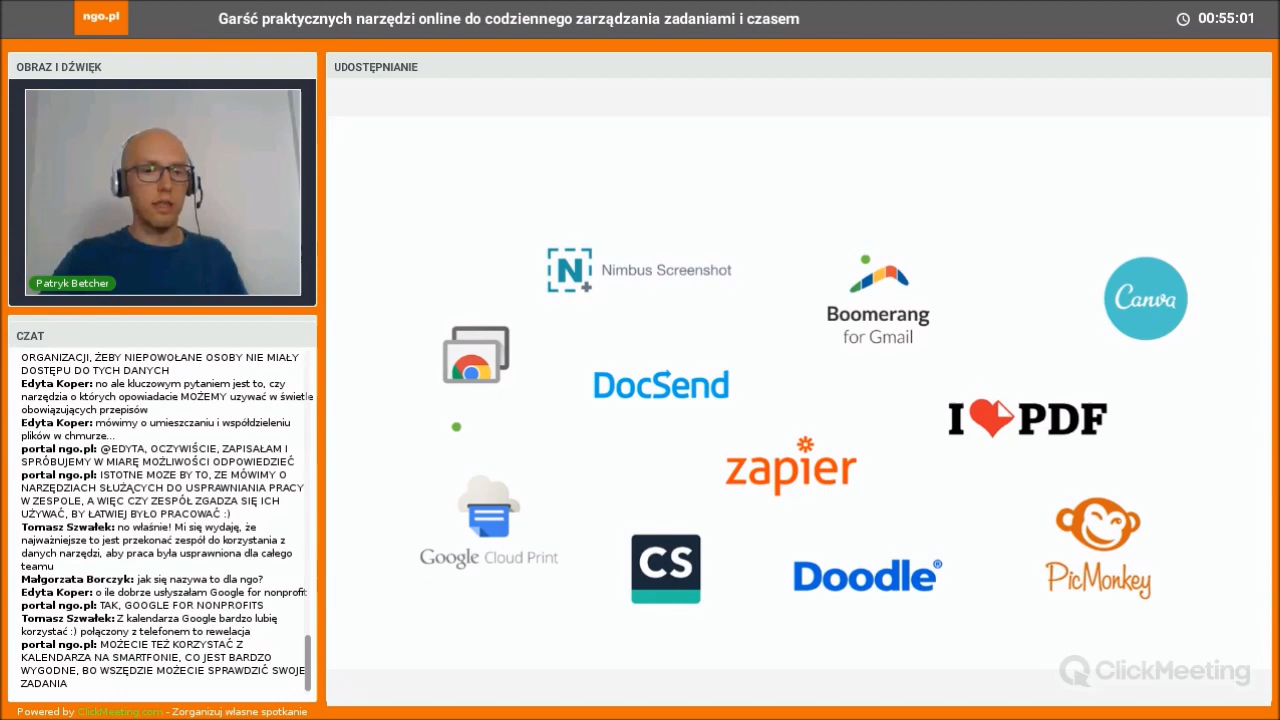 ngo.pl
Garść praktycznych narzędzi online do codziennego zarządzania zadaniami i czasem
00:55:01
OBRAZ I DŹWIĘK
Patryk Betcher
CZAT
ORGANIZACJI, ŻEBY NIEPOWOŁANE OSOBY NIE MIAŁY
DOSTĘPU DO TYCH DANYCH
Edyta Koper: no ale kluczowym pytaniem jest to, czy
narzędzia o których opowiadacie MOŻEMY uzywać w świetle
obowiązujących przepisów
Edyta Koper: mówimy o umieszczaniu i współdzieleniu
plików w chmurze...
portal ngo.pl: @EDYTA, OCZYWIŚCIE, ZAPISAŁAM I
SPRÓBUJEMY W MIARĘ MOŻLIWOŚCI ODPOWIEDZIEĆ
portal ngo.pl: ISTOTNE MOZE BY TO, ZE MÓWIMY O
NARZĘDZIACH SŁUŻĄCYCH DO USPRAWNIANIA PRACY
W ZESPOLE, A WIĘC CZY ZESPÓŁ ZGADZA SIĘ ICH
UŻYWAĆ, BY ŁATWIEJ BYŁO PRACOWAĆ :)
Tomasz Szwałek: no właśnie! Mi się wydaję, że
najważniejsze to jest przekonać zespół do korzystania z
danych narzędzi, aby praca była usprawniona dla całego
teamu
Małgorzata Borczyk: jak się nazywa to dla ngo?
Edyta Koper: o ile dobrze usłyszałam Google for nonprofit
portal ngo.pl: TAK, GOOGLE FOR NONPROFITS
Tomasz Szwałek: Z kalendarza Google bardzo lubię
korzystać :) połączony z telefonem to rewelacja
portal ngo.pl: MOŻECIE TEŻ KORZYSTAĆ Z
KALENDARZA NA SMARTFONIE, CO JEST BARDZO
WYGODNE, BO WSZĘDZIE MOŻECIE SPRAWDZIĆ SWOJE
ZADANIA
Powered by ClickMeeting.com - Zorganizuj własne spotkanie
UDOSTĘPNIANIE
N Nimbus Screenshot
Boomerang
for Gmail
Canva
DocSend
I PDF
zapier
Google Cloud Print
CS
Doodle®
PicMonkey
ClickMeeting